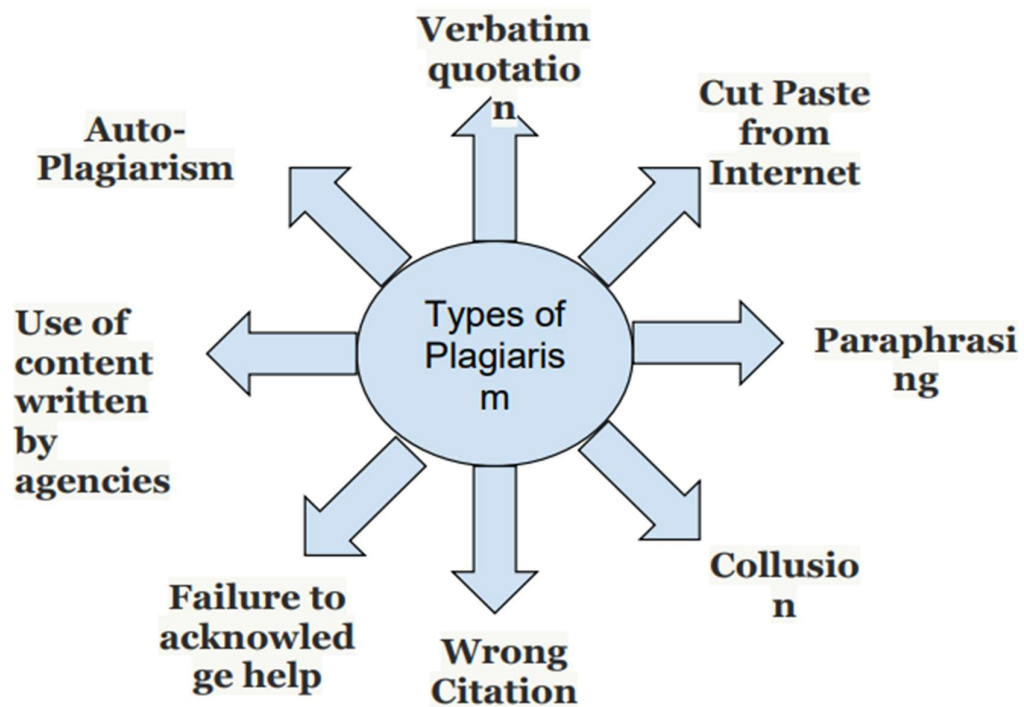 Verbatim
quotatio
n
Cut Paste
from
Internet
Auto-
Plagiarism
Types of
Plagiaris
m
Use of
content
written
by
agencies
Paraphrasi
ng
Collusio
n
Failure to
acknowled
ge help
Wrong
Citation